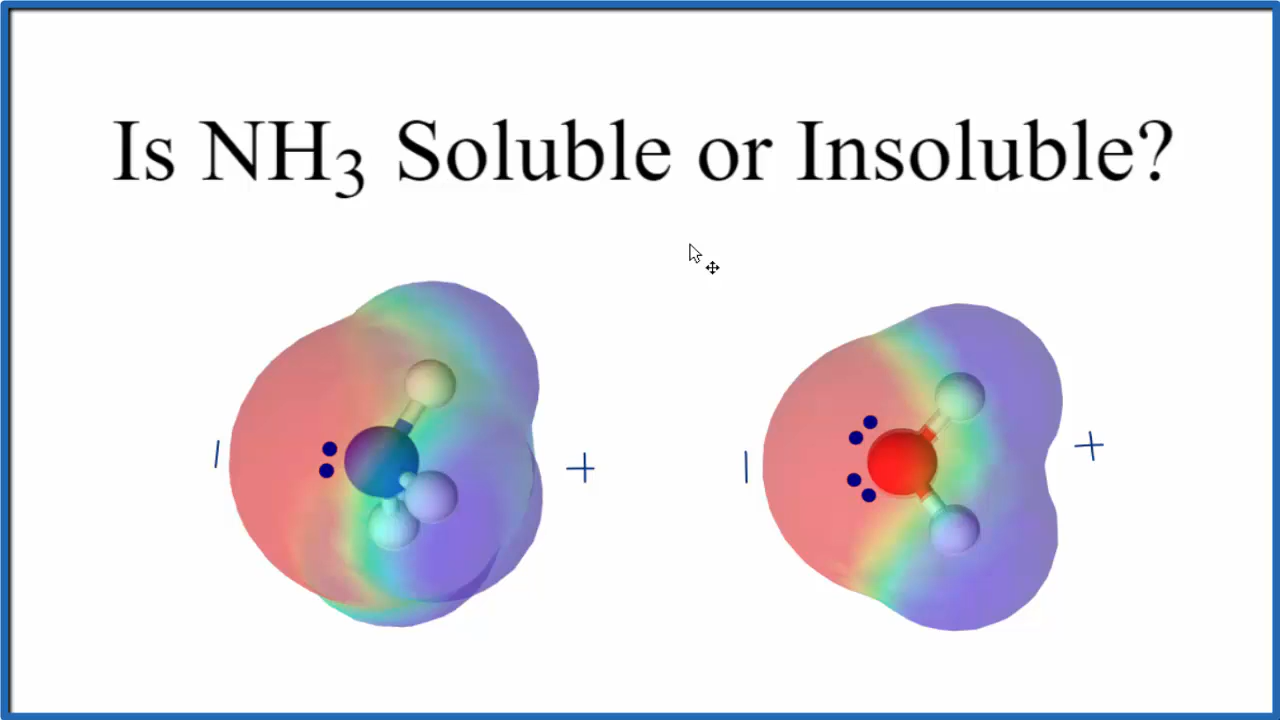 Is NH₃ Soluble or Insoluble?
− +
− +